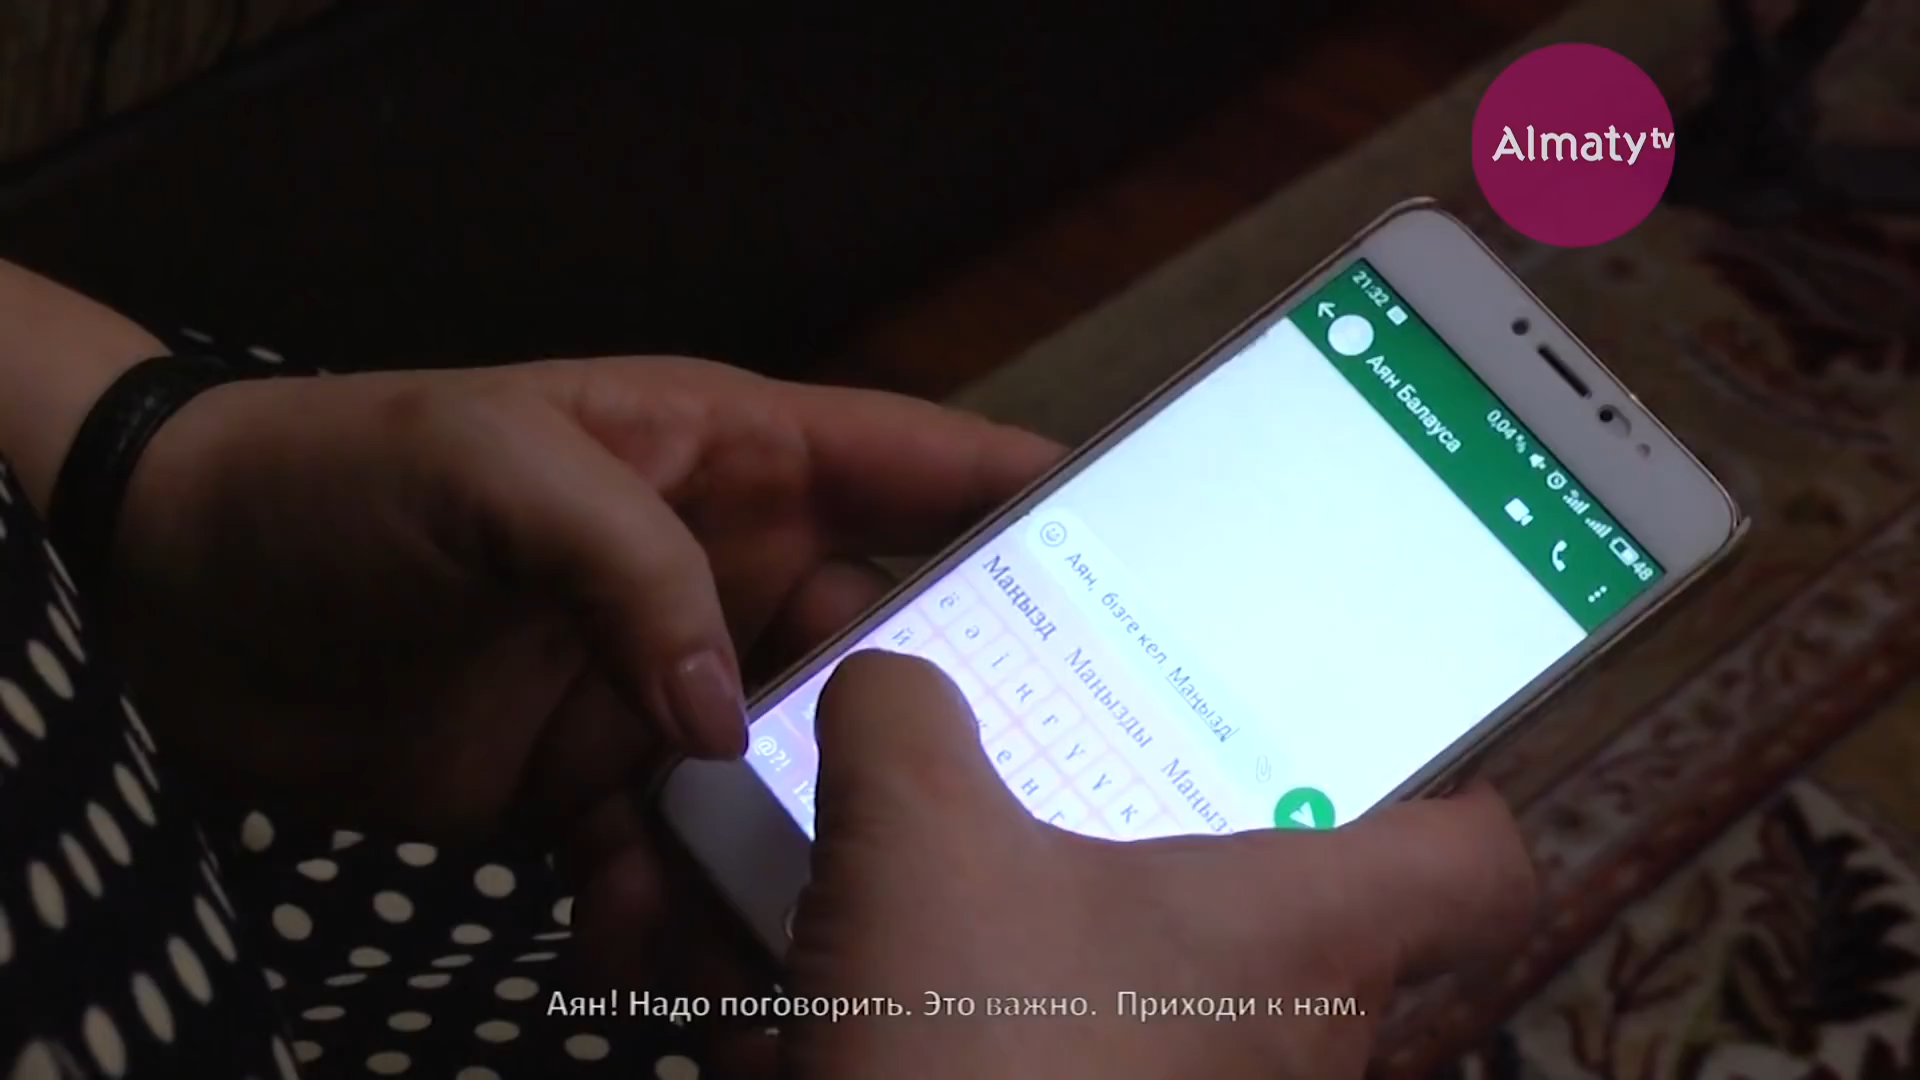 Almaty tv
21:32
0,04 %
48
Аян Балауса
Аян, бізге кел. Маңызд
Маңызд Маңызды Маңыз
ё ә і ң ғ ү ұ қ
й
е н г
@?!
Аян! Надо поговорить. Это важно. Приходи к нам.